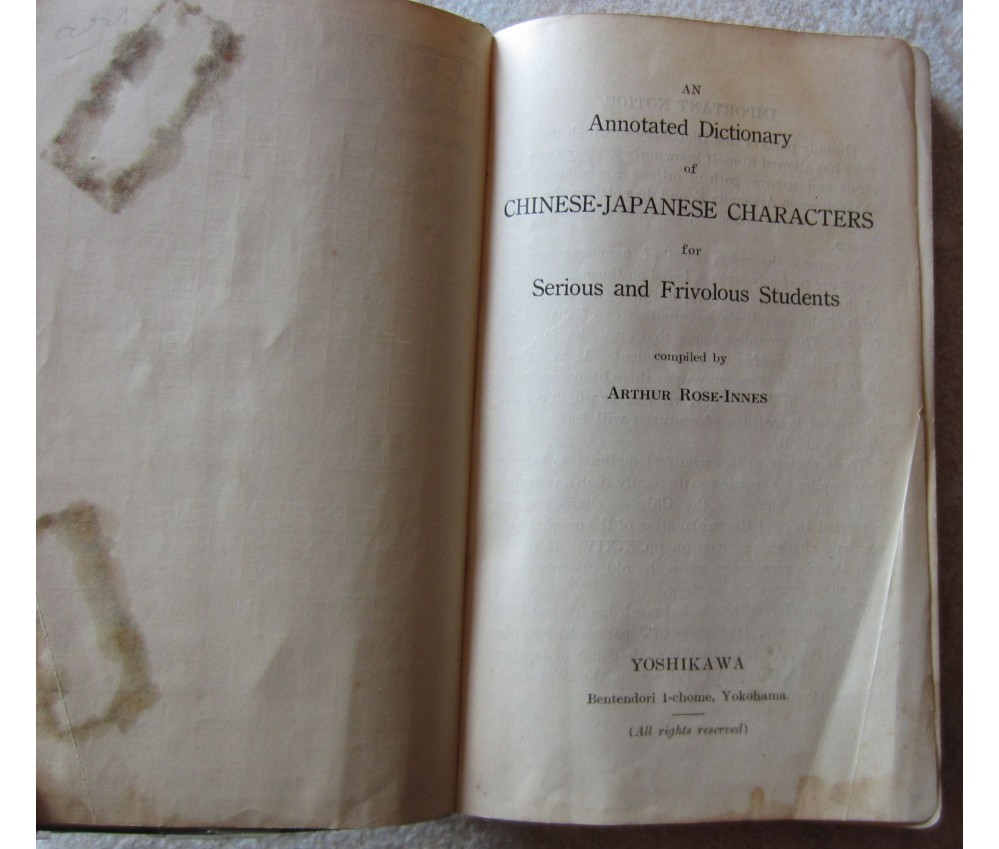 AN
Annotated Dictionary
of
CHINESE-JAPANESE CHARACTERS
for
Serious and Frivolous Students
compiled by
ARTHUR ROSE-INNES
YOSHIKAWA
Bentendori 1-chome, Yokohama.
(All rights reserved)